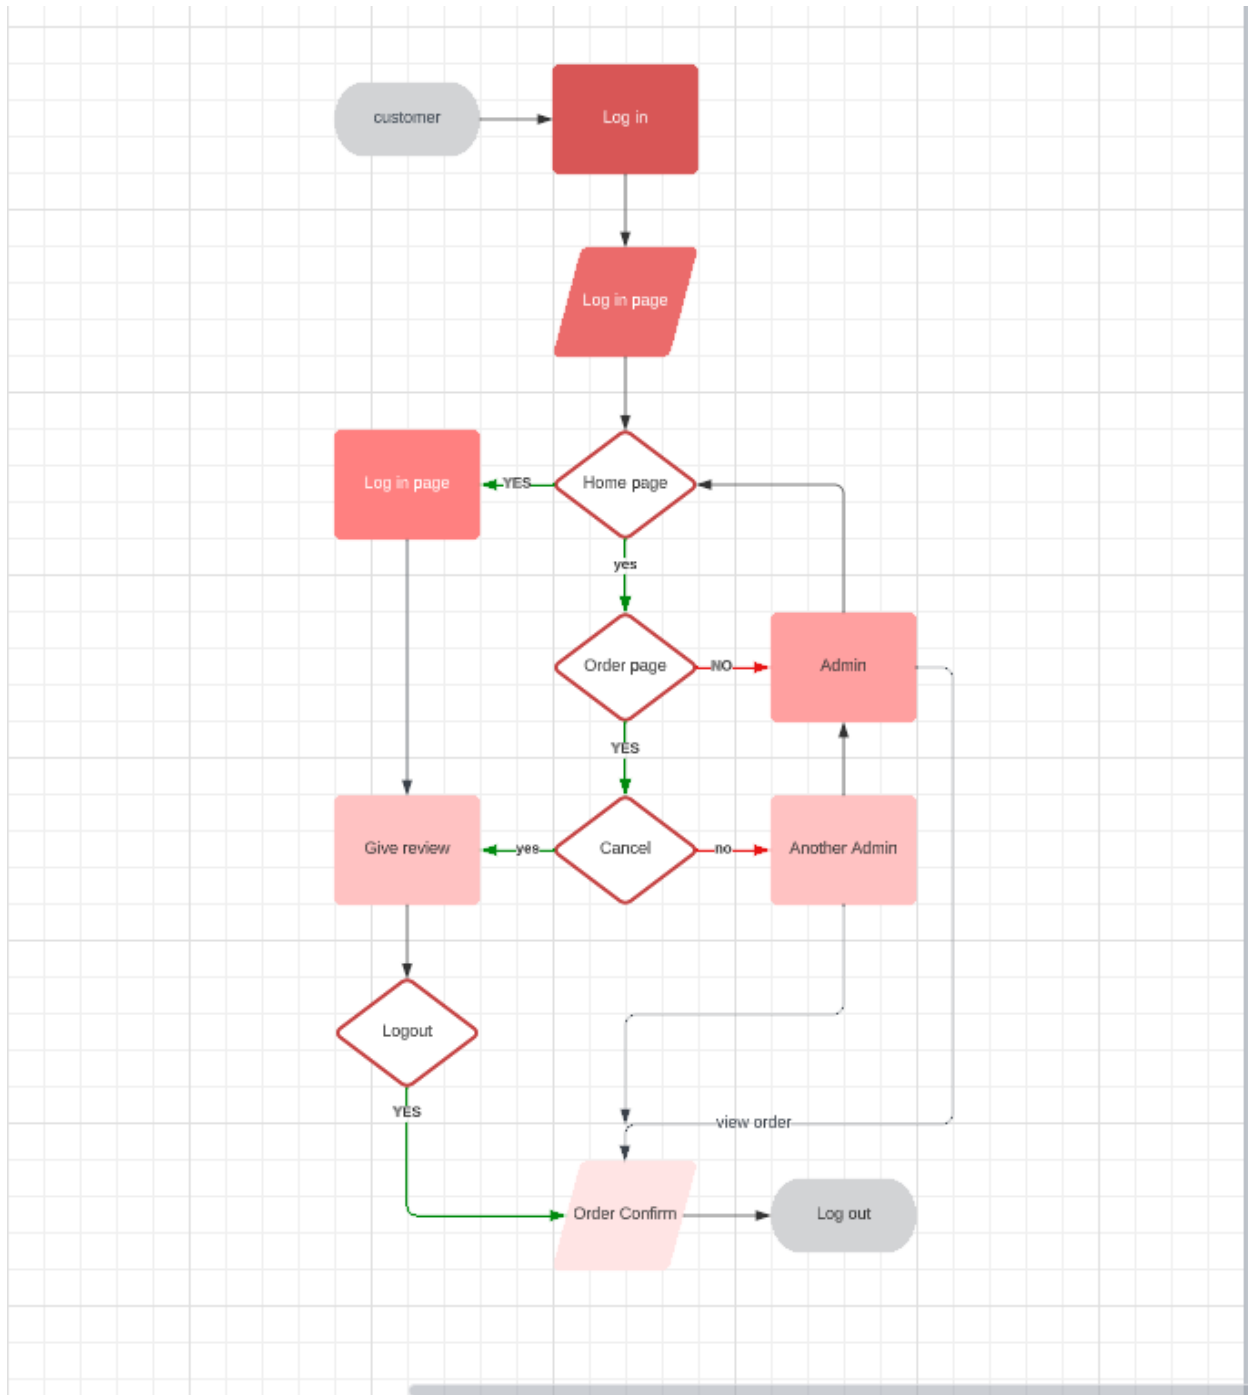 customer
Log in
Log in page
Log in page
YES
Home page
yes
Order page
NO
Admin
YES
Give review
yes
Cancel
no
Another Admin
Logout
YES
view order
Order Confirm
Log out